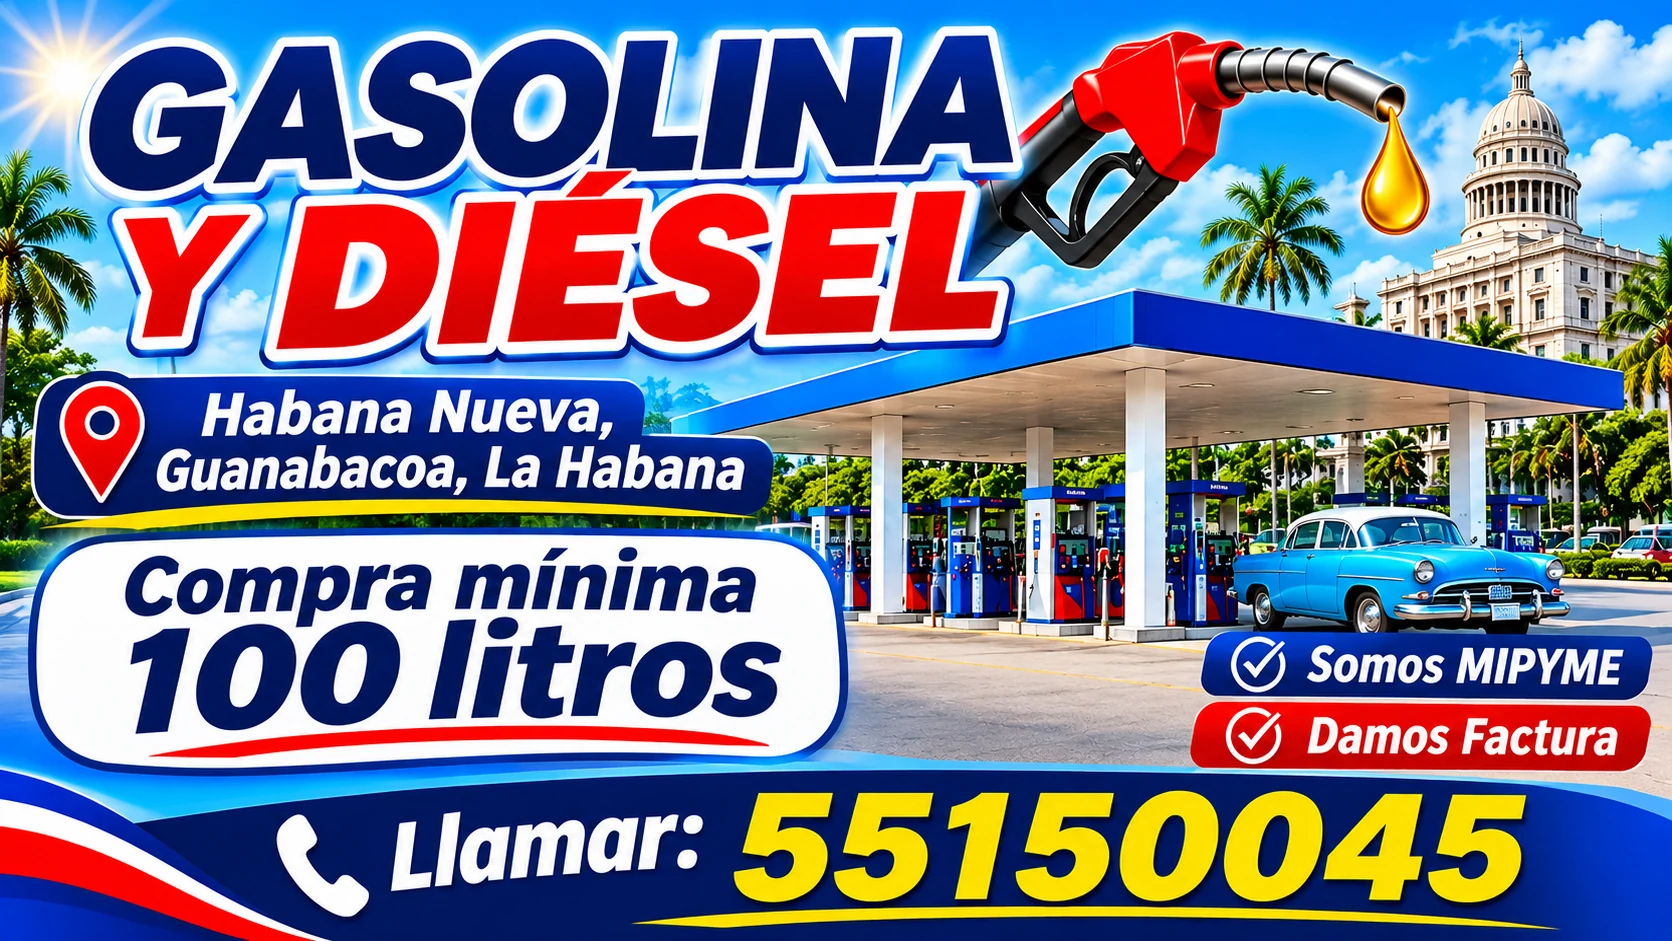 GASOLINA
Y DIÉSEL
Habana Nueva,
Guanabacoa, La Habana
Compra mínima
100 litros
Somos MIPYME
Damos Factura
Llamar: 55150045